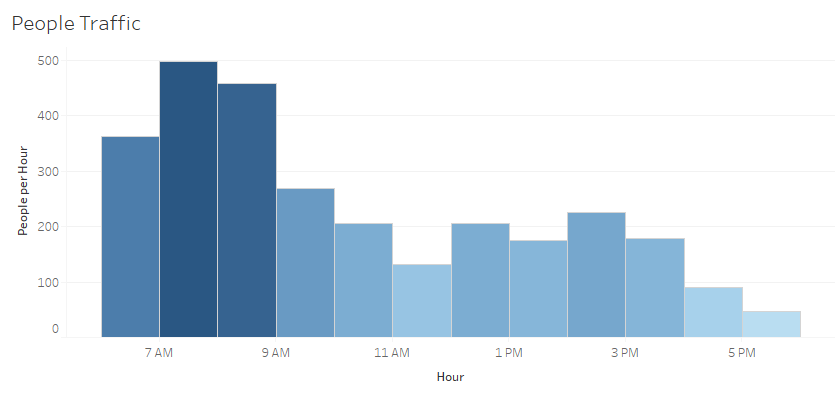 People Traffic
500
400
300
200
100
0
People per Hour
7 AM
9 AM
11 AM
1 PM
3 PM
5 PM
Hour